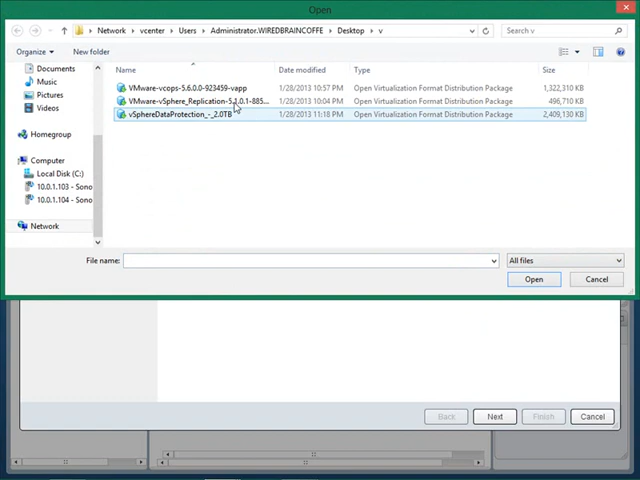 Open
Network vcenter Users Administrator.WIREDBRAINCOFFE Desktop v
Search v
Organize New folder
Name Date modified Type Size
Documents
Music
Pictures
Videos
Homegroup
Computer
Local Disk (C:)
10.0.1.103 - Sono
10.0.1.104 - Sono
Network
VMware-vcops-5.6.0.0-923459-vapp 1/28/2013 10:57 PM Open Virtualization Format Distribution Package 1,322,310 KB
VMware-vSphere_Replication-5.1.0.1-885... 1/28/2013 10:04 PM Open Virtualization Format Distribution Package 496,710 KB
vSphereDataProtection_-_2.0TB 1/28/2013 11:18 PM Open Virtualization Format Distribution Package 2,409,130 KB
File name: All files
Open Cancel
Back Next Finish Cancel